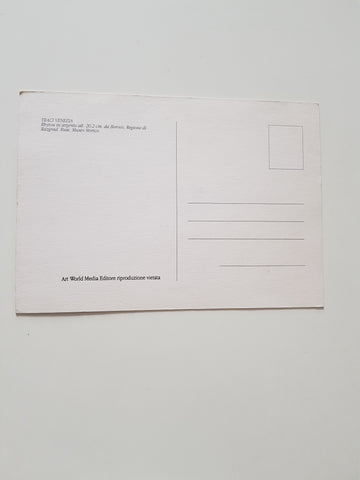 TRACI VENEZIA
Rhyton in argento alt. 20.2 cm. da Borovo, Regione di
Razgrad. Ruse, Museo Storico.
Art World Media Editore riproduzione vietata